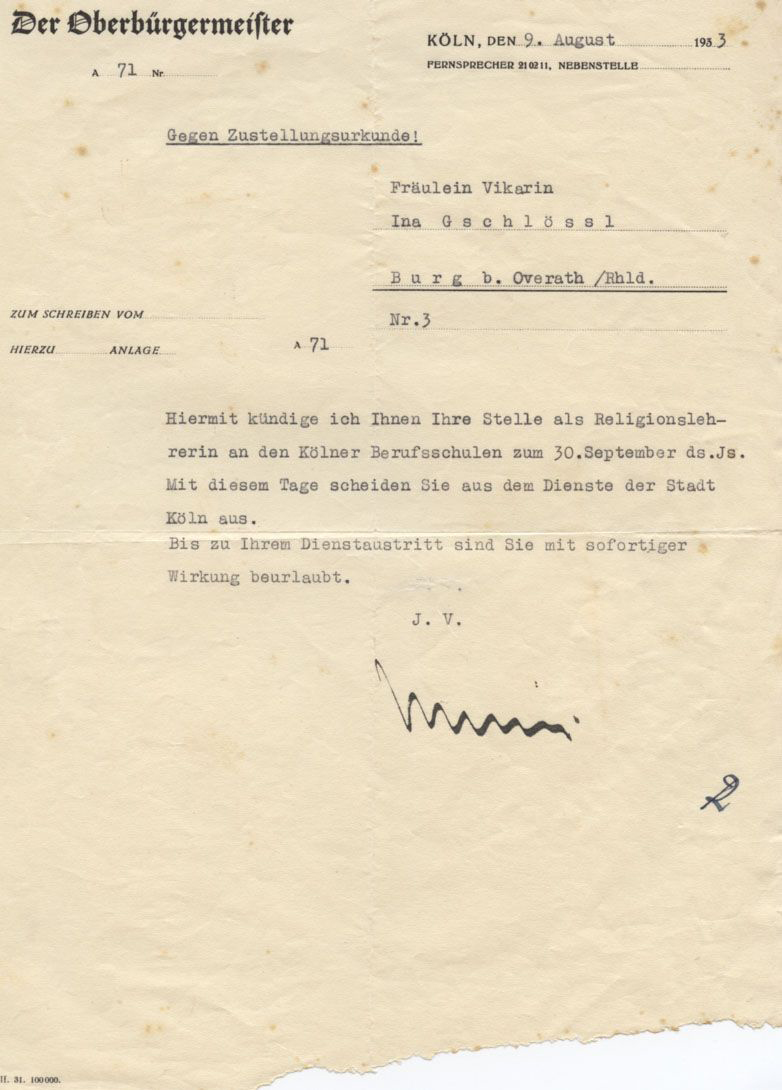 Der Oberbürgermeister
KÖLN, DEN 9. August 1933
A 71 Nr.
FERNSPRECHER 210211, NEBENSTELLE
Gegen Zustellungsurkunde!
Fräulein Vikarin
Ina G s c h l ö s s l
B u r g b. Overath /Rhld.
Nr.3
ZUM SCHREIBEN VOM
HIERZU ANLAGE
A 71
Hiermit kündige ich Ihnen Ihre Stelle als Religionsleh-
rerin an den Kölner Berufsschulen zum 30.September ds.Js.
Mit diesem Tage scheiden Sie aus dem Dienste der Stadt
Köln aus.
Bis zu Ihrem Dienstaustritt sind Sie mit sofortiger
Wirkung beurlaubt.
J. V.
II. 31. 100000.